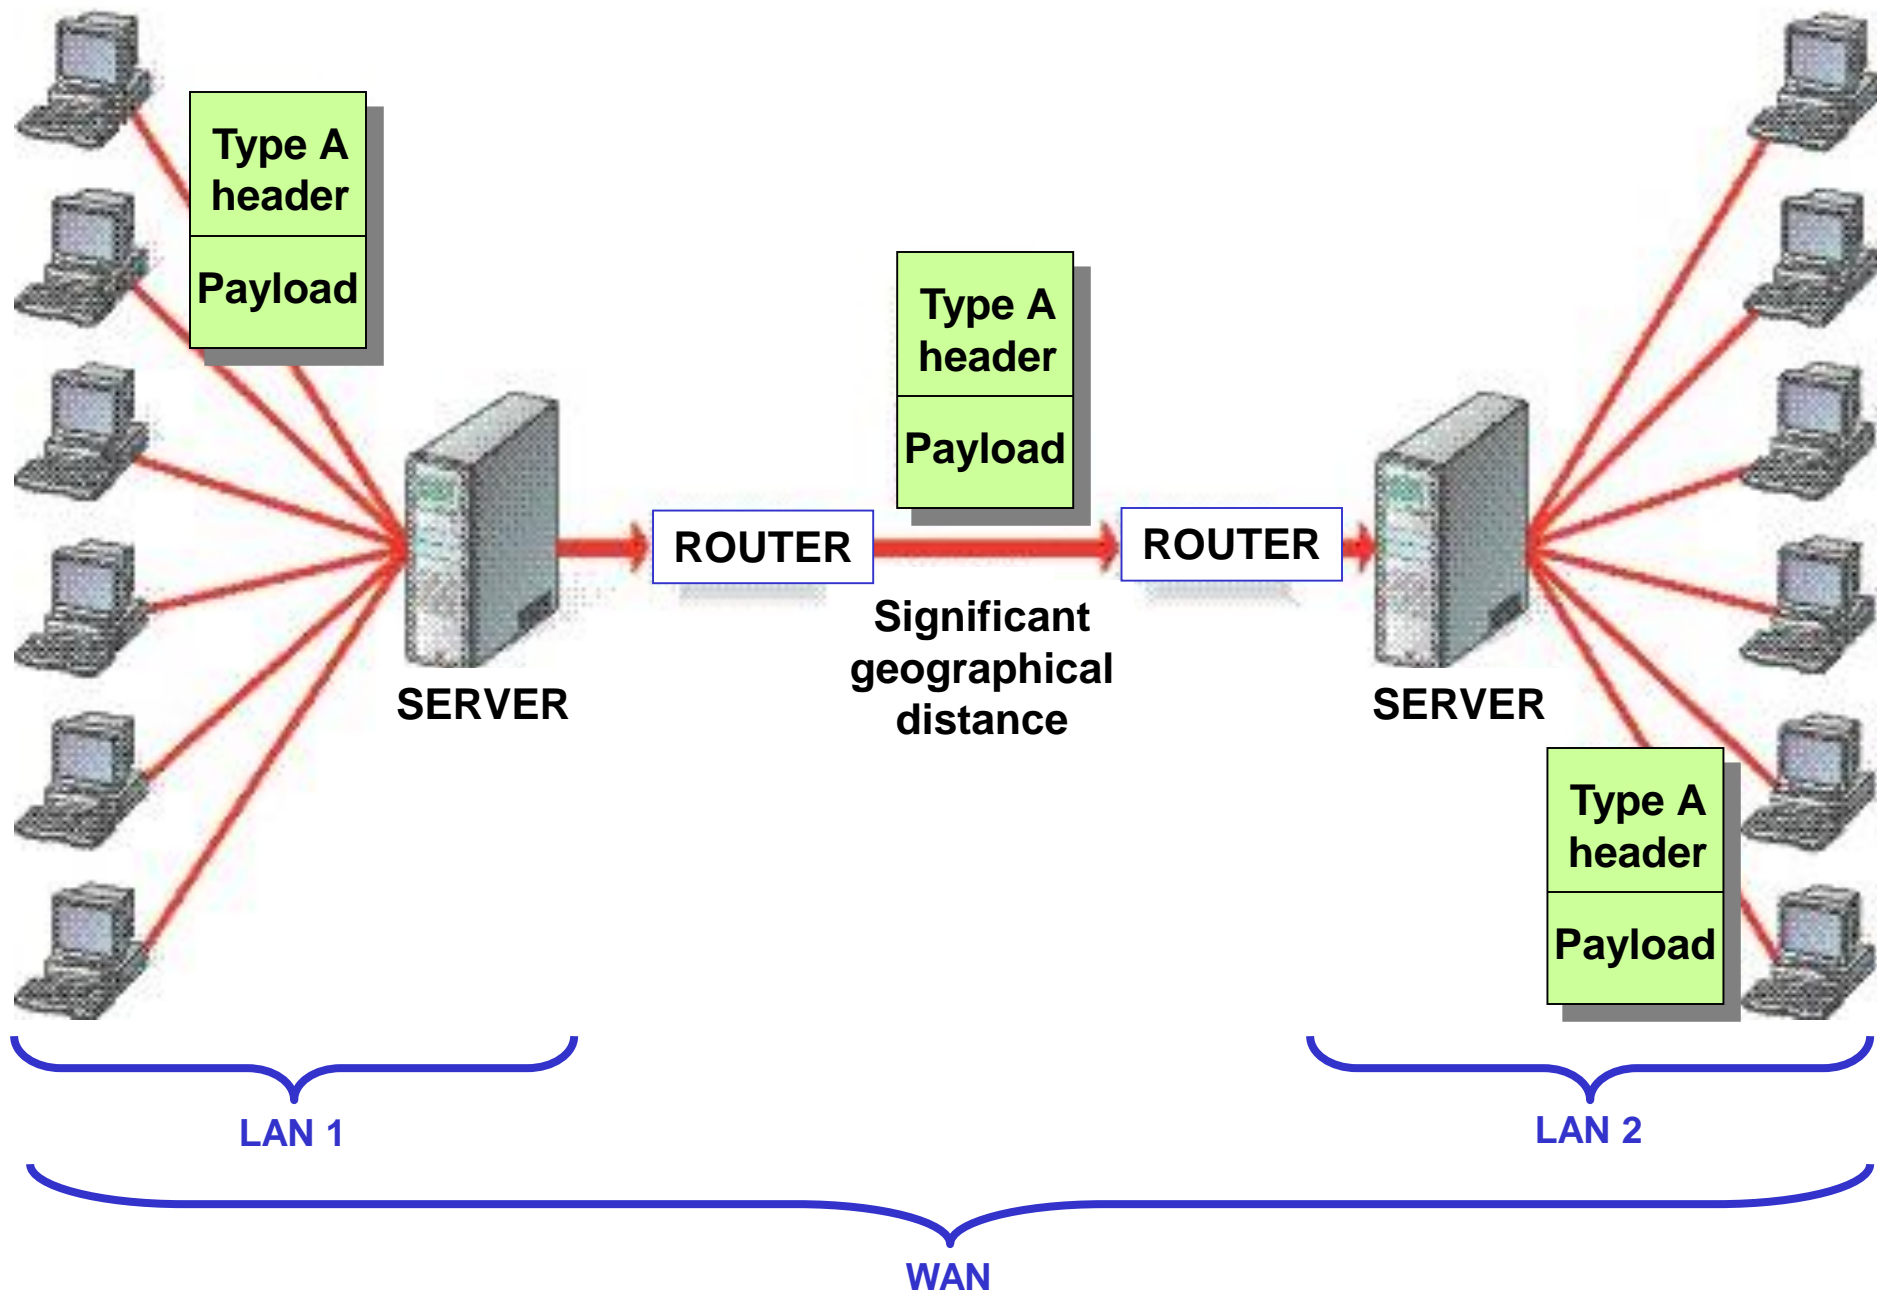 Type A
header
Payload
Type A
header
Payload
ROUTER
ROUTER
Significant
geographical
distance
SERVER
SERVER
Type A
header
Payload
LAN 1
LAN 2
WAN